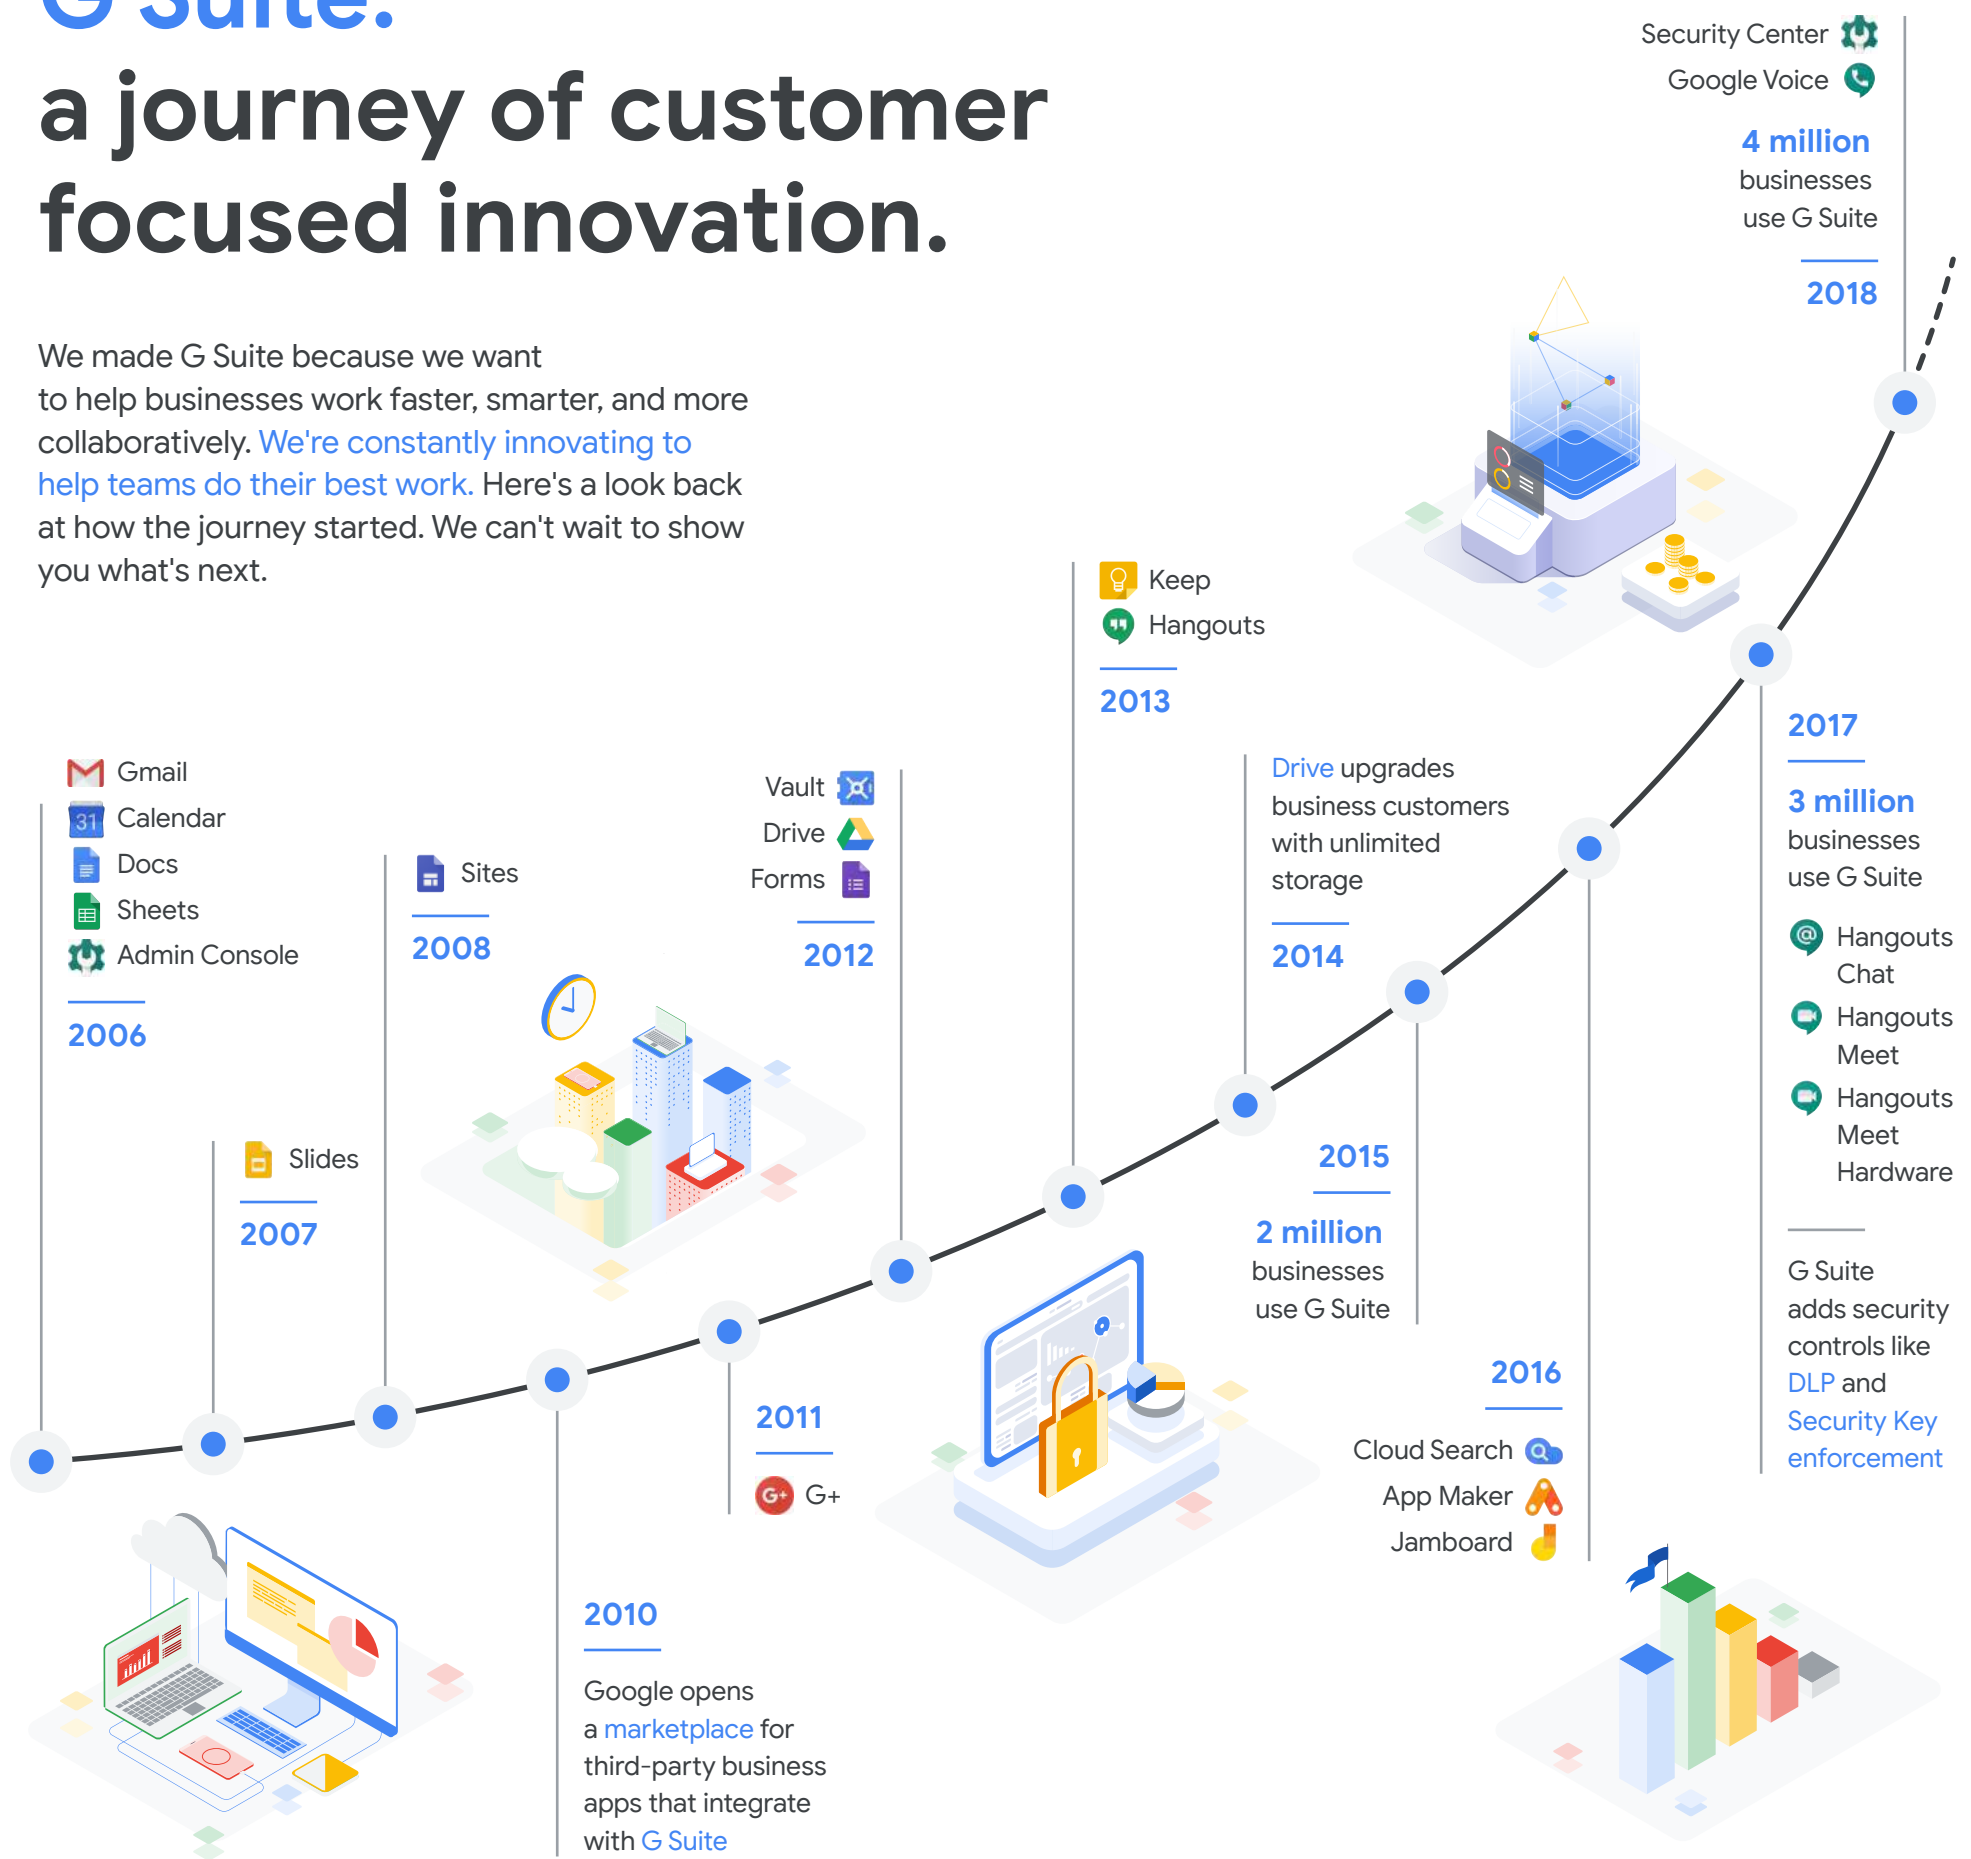 G Suite:
a journey of customer
focused innovation.
We made G Suite because we want
to help businesses work faster, smarter, and more
collaboratively. We're constantly innovating to
help teams do their best work. Here's a look back
at how the journey started. We can't wait to show
you what's next.
Gmail
31
Calendar
Docs
Sheets
Admin Console
2006
Slides
2007
Sites
2008
2010
Google opens
a marketplace for
third-party business
apps that integrate
with G Suite
2011
G+ G+
Vault
Drive
Forms
2012
Keep
Hangouts
2013
Drive upgrades
business customers
with unlimited
storage
2014
2015
2 million
businesses
use G Suite
2016
Cloud Search
App Maker
Jamboard
2017
3 million
businesses
use G Suite
@ Hangouts
Chat
Hangouts
Meet
Hangouts
Meet
Hardware
G Suite
adds security
controls like
DLP and
Security Key
enforcement
Security Center
Google Voice
4 million
businesses
use G Suite
2018